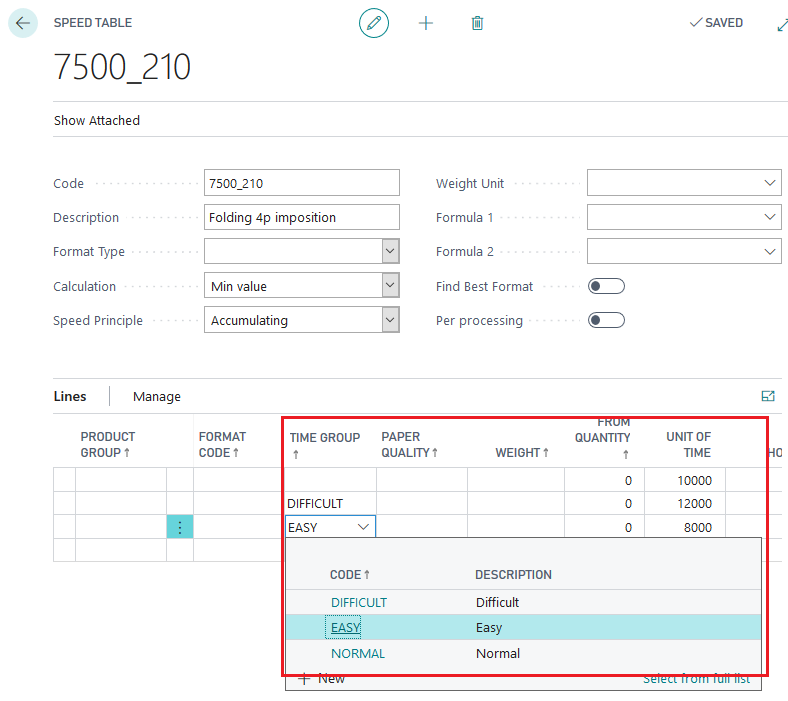 SPEED TABLE
SAVED
7500_210
Show Attached
Code 7500_210 Weight Unit
Description Folding 4p imposition Formula 1
Format Type Formula 2
Calculation Min value Find Best Format
Speed Principle Accumulating Per processing
Lines Manage
PRODUCT GROUP↑ FORMAT CODE↑ TIME GROUP ↑ PAPER QUALITY↑ WEIGHT↑ FROM QUANTITY ↑ UNIT OF TIME HO
0 10000
DIFFICULT 0 12000
EASY 0 8000
CODE↑ DESCRIPTION
DIFFICULT Difficult
EASY Easy
NORMAL Normal
+ New Select from full list